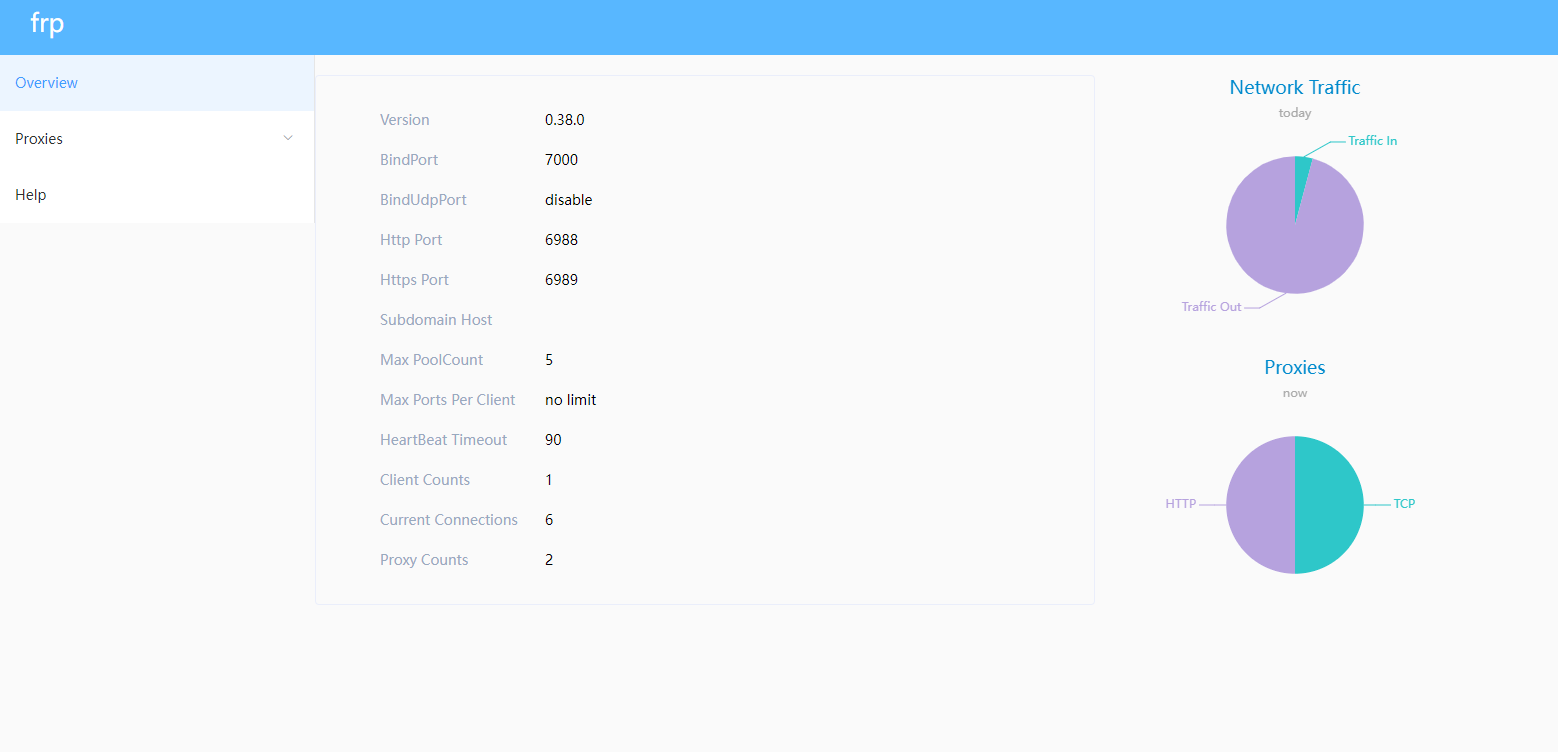 frp
Overview
Proxies
Help
Version 0.38.0
BindPort 7000
BindUdpPort disable
Http Port 6988
Https Port 6989
Subdomain Host
Max PoolCount 5
Max Ports Per Client no limit
HeartBeat Timeout 90
Client Counts 1
Current Connections 6
Proxy Counts 2
Network Traffic
today
Traffic In
Traffic Out
Proxies
now
HTTP
TCP